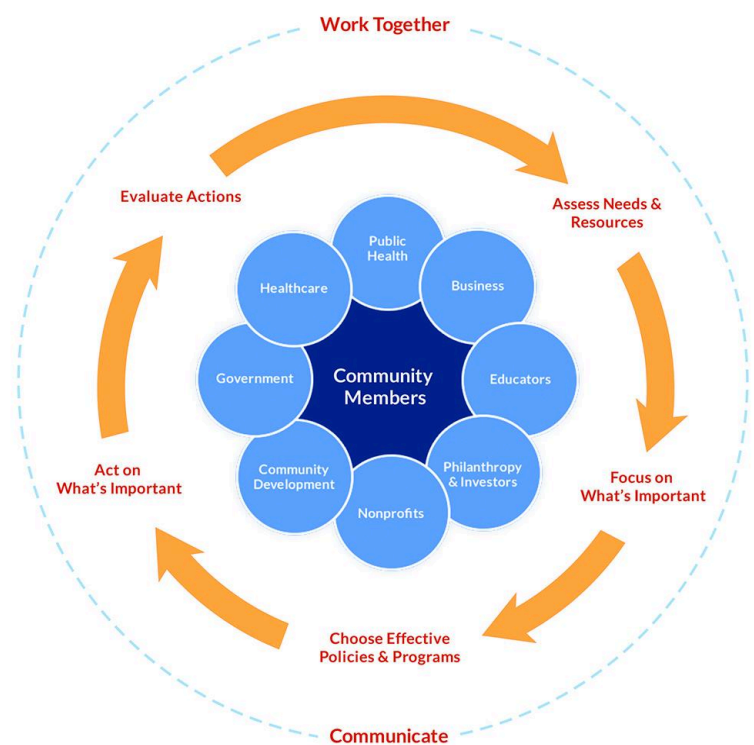 Work Together
Evaluate Actions
Assess Needs &
Resources
Public
Health
Healthcare
Business
Government
Community
Members
Educators
Community
Development
Philanthropy
& Investors
Nonprofits
Act on
What's Important
Focus on
What's Important
Choose Effective
Policies & Programs
Communicate